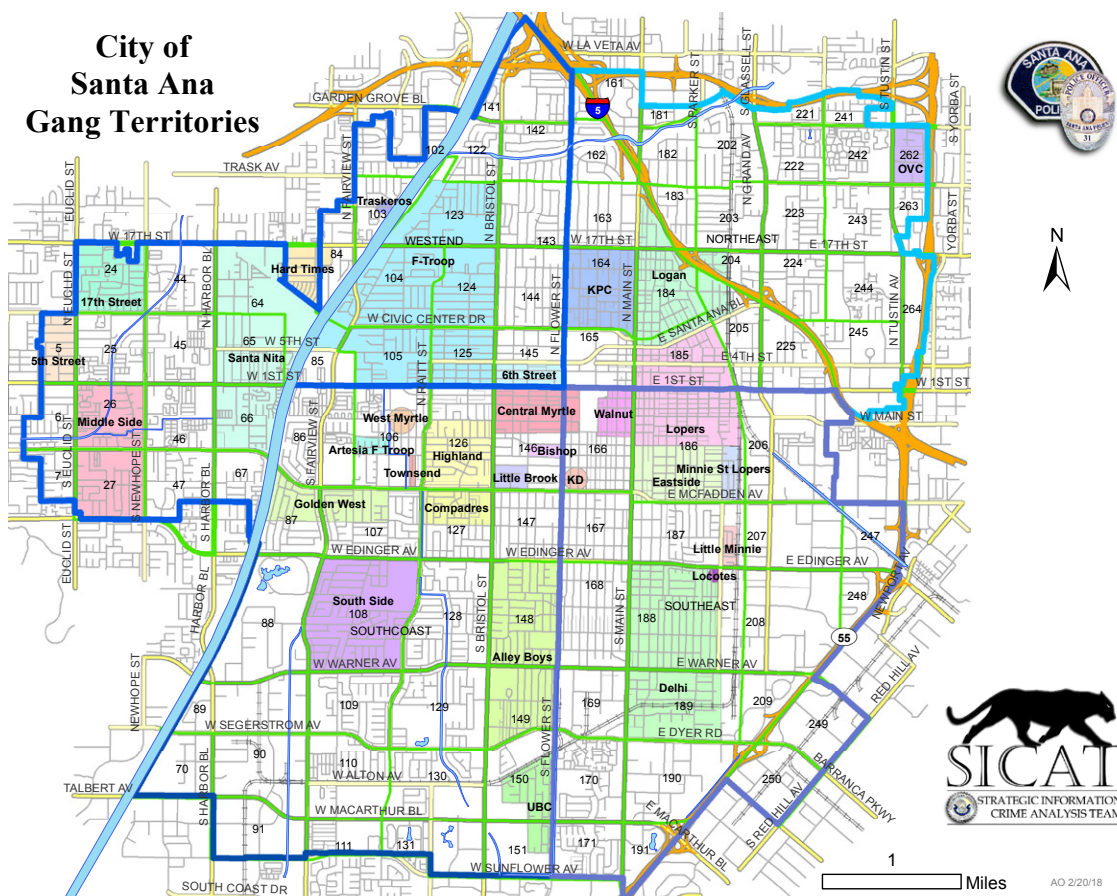 City of
Santa Ana
Gang Territories
W LA VETA AV
GARDEN GROVE BL
TRASK AV
W 17TH ST
W 17TH ST
E 17TH ST
W CIVIC CENTER DR
E SANTA ANA BL
W 5TH ST
E 4TH ST
W 1ST ST
E 1ST ST
W 1ST ST
W MAIN ST
E MCFADDEN AV
W EDINGER AV
W EDINGER AV
E EDINGER AV
W WARNER AV
E WARNER AV
W SEGERSTROM AV
E DYER RD
W ALTON AV
TALBERT AV
W MACARTHUR BL
E MACARTHUR BL
W SUNFLOWER AV
SOUTH COAST DR
EUCLID ST
N EUCLID ST
S EUCLID ST
EUCLID ST
S NEWHOPE ST
NEWHOPE ST
N HARBOR BL
S HARBOR BL
HARBOR BL
S HARBOR BL
N FAIRVIEW ST
S FAIRVIEW ST
N RAITT ST
N BRISTOL ST
S BRISTOL ST
N FLOWER ST
S FLOWER ST
N MAIN ST
S MAIN ST
S PARKER ST
S GLASSELL ST
N GRAND AV
S TUSTIN ST
N TUSTIN AV
S YORBA ST
YORBA ST
NEWPORT AV
RED HILL AV
S RED HILL AV
BARRANCA PKWY
5
55
WESTEND
NORTHEAST
SOUTHCOAST
SOUTHEAST
Traskeros
F-Troop
Hard Times
17th Street
5th Street
Santa Nita
Middle Side
KPC
Logan
OVC
6th Street
West Myrtle
Central Myrtle
Walnut
Lopers
Artesia F Troop
Highland
Bishop
Townsend
Little Brook
KD
Minnie St Lopers
Eastside
Golden West
Compadres
Little Minnie
Locotes
South Side
Alley Boys
Delhi
UBC
5
6
7
24
25
26
27
44
45
46
47
64
65
66
67
70
84
85
86
87
88
89
90
91
102
103
104
105
106
107
108
109
110
111
122
123
124
125
126
127
128
129
130
131
141
142
143
144
145
146
147
148
149
150
151
161
162
163
164
165
166
167
168
169
170
171
181
182
183
184
185
186
187
188
189
190
191
202
203
204
205
206
207
208
209
221
222
223
224
225
241
242
243
244
245
247
248
249
250
262
263
264
SANTA ANA
N
SICAT
STRATEGIC INFORMATION
CRIME ANALYSIS TEAM
1
Miles
AO 2/20/18